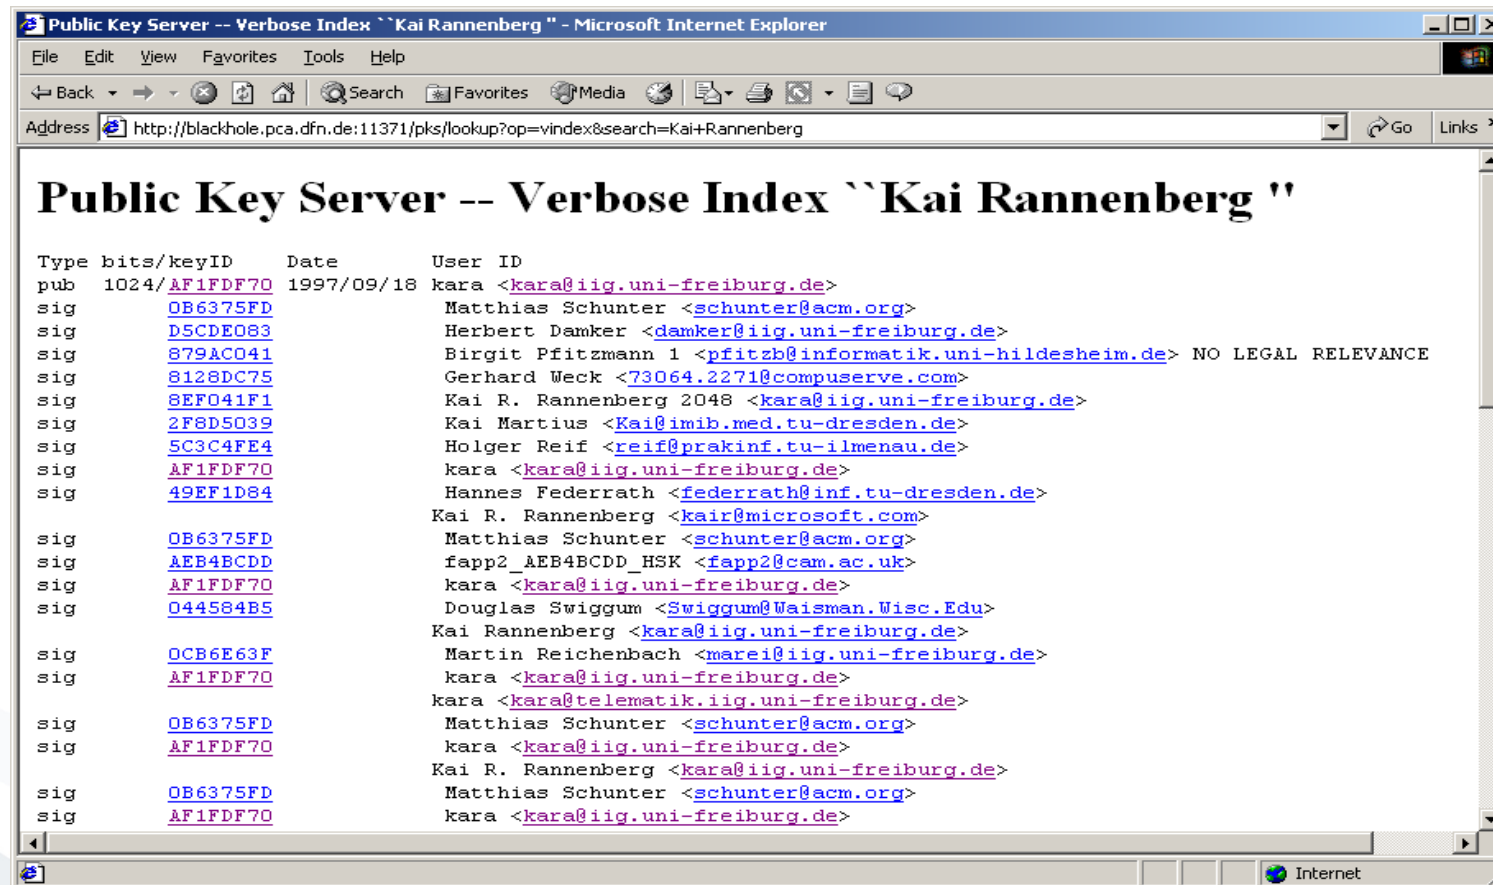 Public Key Server -- Verbose Index ``Kai Rannenberg '' - Microsoft Internet Explorer
File Edit View Favorites Tools Help
Back Search Favorites Media
Address http://blackhole.pca.dfn.de:11371/pks/lookup?op=vindex&search=Kai+Rannenberg Go Links
Public Key Server -- Verbose Index ``Kai Rannenberg ''
Type bits/keyID Date User ID
pub 1024/AF1FDF70 1997/09/18 kara <kara@iig.uni-freiburg.de>
sig 0B6375FD Matthias Schunter <schunter@acm.org>
sig D5CDE083 Herbert Damker <damker@iig.uni-freiburg.de>
sig 879AC041 Birgit Pfitzmann 1 <pfitzb@informatik.uni-hildesheim.de> NO LEGAL RELEVANCE
sig 8128DC75 Gerhard Weck <73064.2271@compuserve.com>
sig 8EF041F1 Kai R. Rannenberg 2048 <kara@iig.uni-freiburg.de>
sig 2F8D5039 Kai Martius <Kai@imib.med.tu-dresden.de>
sig 5C3C4FE4 Holger Reif <reif@prakinf.tu-ilmenau.de>
sig AF1FDF70 kara <kara@iig.uni-freiburg.de>
sig 49EF1D84 Hannes Federrath <federrath@inf.tu-dresden.de>
Kai R. Rannenberg <kair@microsoft.com>
sig 0B6375FD Matthias Schunter <schunter@acm.org>
sig AEB4BCDD fapp2_AEB4BCDD_HSK <fapp2@cam.ac.uk>
sig AF1FDF70 kara <kara@iig.uni-freiburg.de>
sig 044584B5 Douglas Swiggum <Swiggum@Waisman.Wisc.Edu>
Kai Rannenberg <kara@iig.uni-freiburg.de>
sig 0CB6E63F Martin Reichenbach <marei@iig.uni-freiburg.de>
sig AF1FDF70 kara <kara@iig.uni-freiburg.de>
kara <kara@telematik.iig.uni-freiburg.de>
sig 0B6375FD Matthias Schunter <schunter@acm.org>
sig AF1FDF70 kara <kara@iig.uni-freiburg.de>
Kai R. Rannenberg <kara@iig.uni-freiburg.de>
sig 0B6375FD Matthias Schunter <schunter@acm.org>
sig AF1FDF70 kara <kara@iig.uni-freiburg.de>
Internet